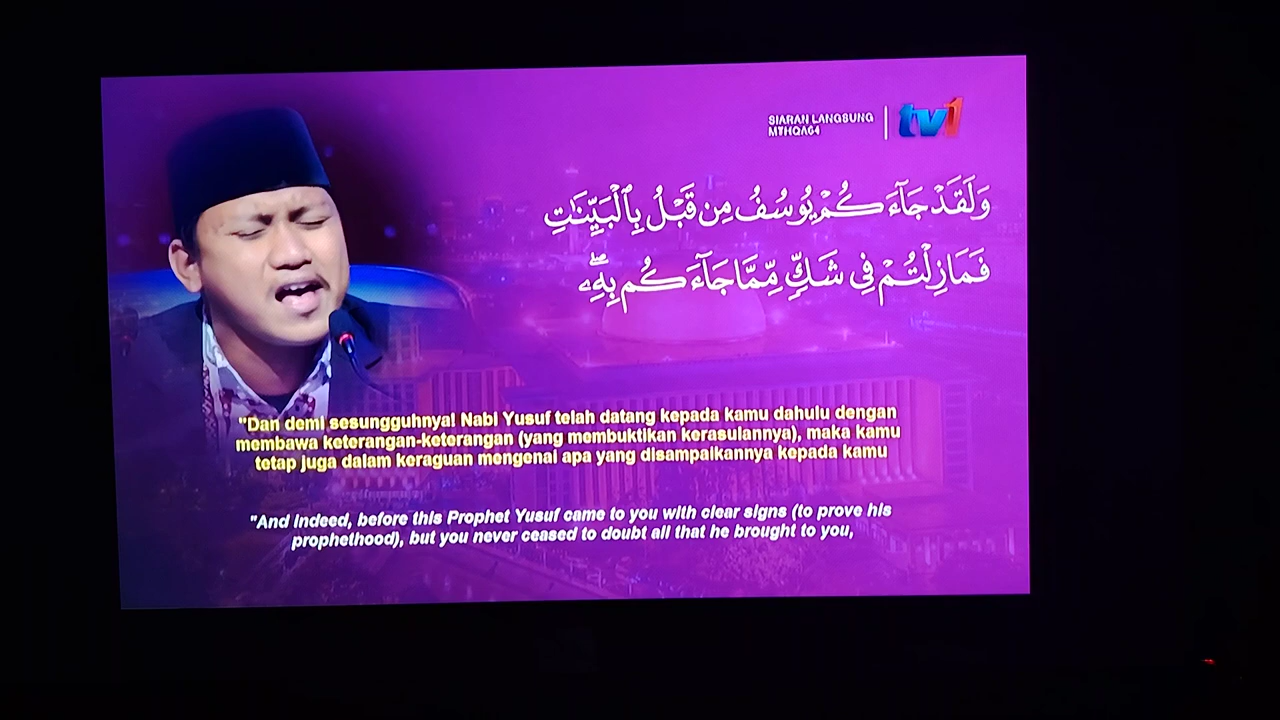 SIARAN LANGSUNG
MTHQA64
tv1
وَلَقَدْ جَآءَكُمْ يُوسُفُ مِن قَبْلُ بِٱلْبَيِّنَٰتِ
فَمَا زِلْتُمْ فِى شَكٍّ مِّمَّا جَآءَكُم بِهِۦۖ
"Dan demi sesungguhnya! Nabi Yusuf telah datang kepada kamu dahulu dengan
membawa keterangan-keterangan (yang membuktikan kerasulannya), maka kamu
tetap juga dalam keraguan mengenai apa yang disampaikannya kepada kamu
"And indeed, before this Prophet Yusuf came to you with clear signs (to prove his
prophethood), but you never ceased to doubt all that he brought to you,